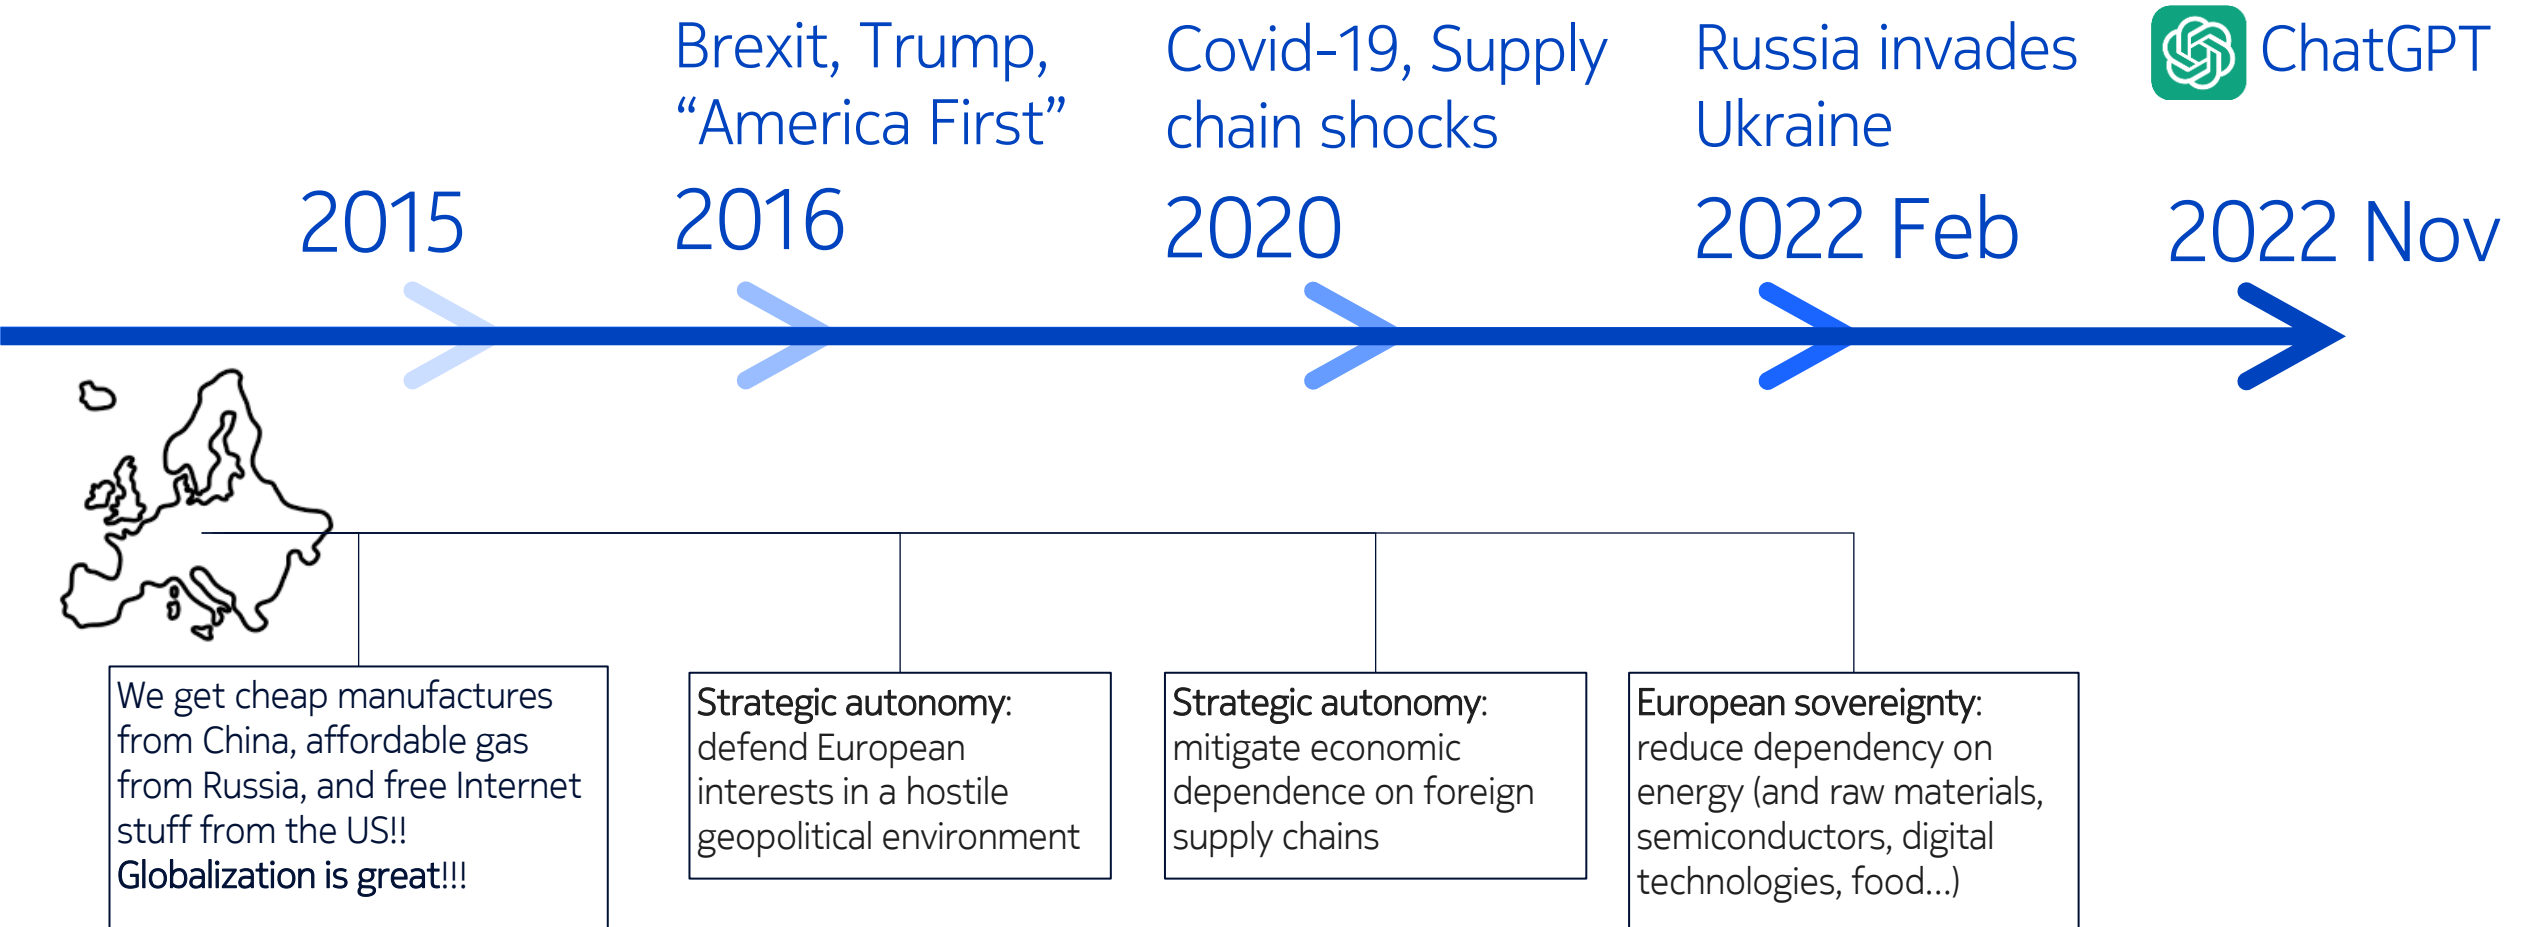 2015
Brexit, Trump,
“America First”
2016
Covid-19, Supply
chain shocks
2020
Russia invades
Ukraine
2022 Feb
ChatGPT
2022 Nov
We get cheap manufactures
from China, affordable gas
from Russia, and free Internet
stuff from the US!!
Globalization is great!!!
Strategic autonomy:
defend European
interests in a hostile
geopolitical environment
Strategic autonomy:
mitigate economic
dependence on foreign
supply chains
European sovereignty:
reduce dependency on
energy (and raw materials,
semiconductors, digital
technologies, food…)